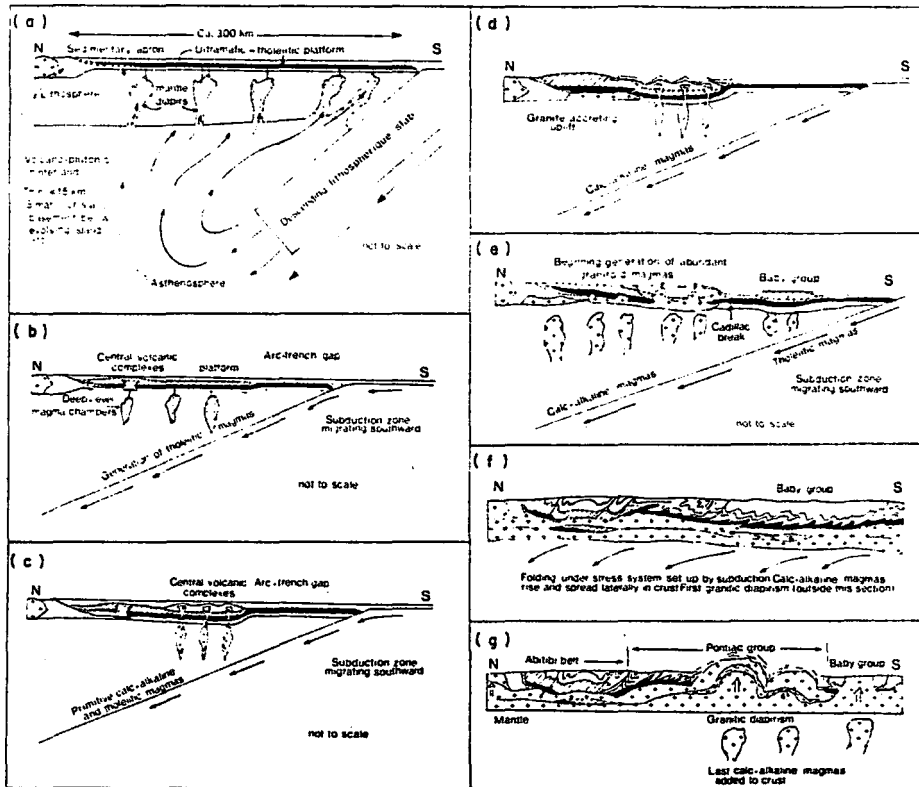 (a)
Ca. 300 km
N
S
Sedimentary apron
Ultramafic-tholeiitic platform
Lithosphere
mantle
diapirs
Descending lithospherique slab
basement
not to scale
Asthenosphere
(b)
N
S
Central volcanic
complexes
platform
Arc-trench gap
Deep-level
magma chambers
Generation of tholeiitic magmas
Subduction zone
migrating southward
not to scale
(c)
N
S
Central volcanic
complexes
Arc-trench gap
Primitive calc-alkaline
and tholeiitic magmas
Subduction zone
migrating southward
not to scale
(d)
N
S
Granite accreting
uplift
Calc-alkaline magmas
(e)
N
S
Beginning generation of abundant
granitoid magmas
Baby group
Cadillac
break
Tholeiitic magmas
Calc-alkaline magmas
Subduction zone
migrating southward
not to scale
(f)
N
S
Baby group
Folding under stress system set up by subduction Calc-alkaline magmas
rise and spread laterally in crust First granitic diapirism (outside this section)
(g)
N
S
Abitibi belt
Pontiac group
Baby group
Mantle
Granitic diapirism
Last calc-alkaline magmas
added to crust